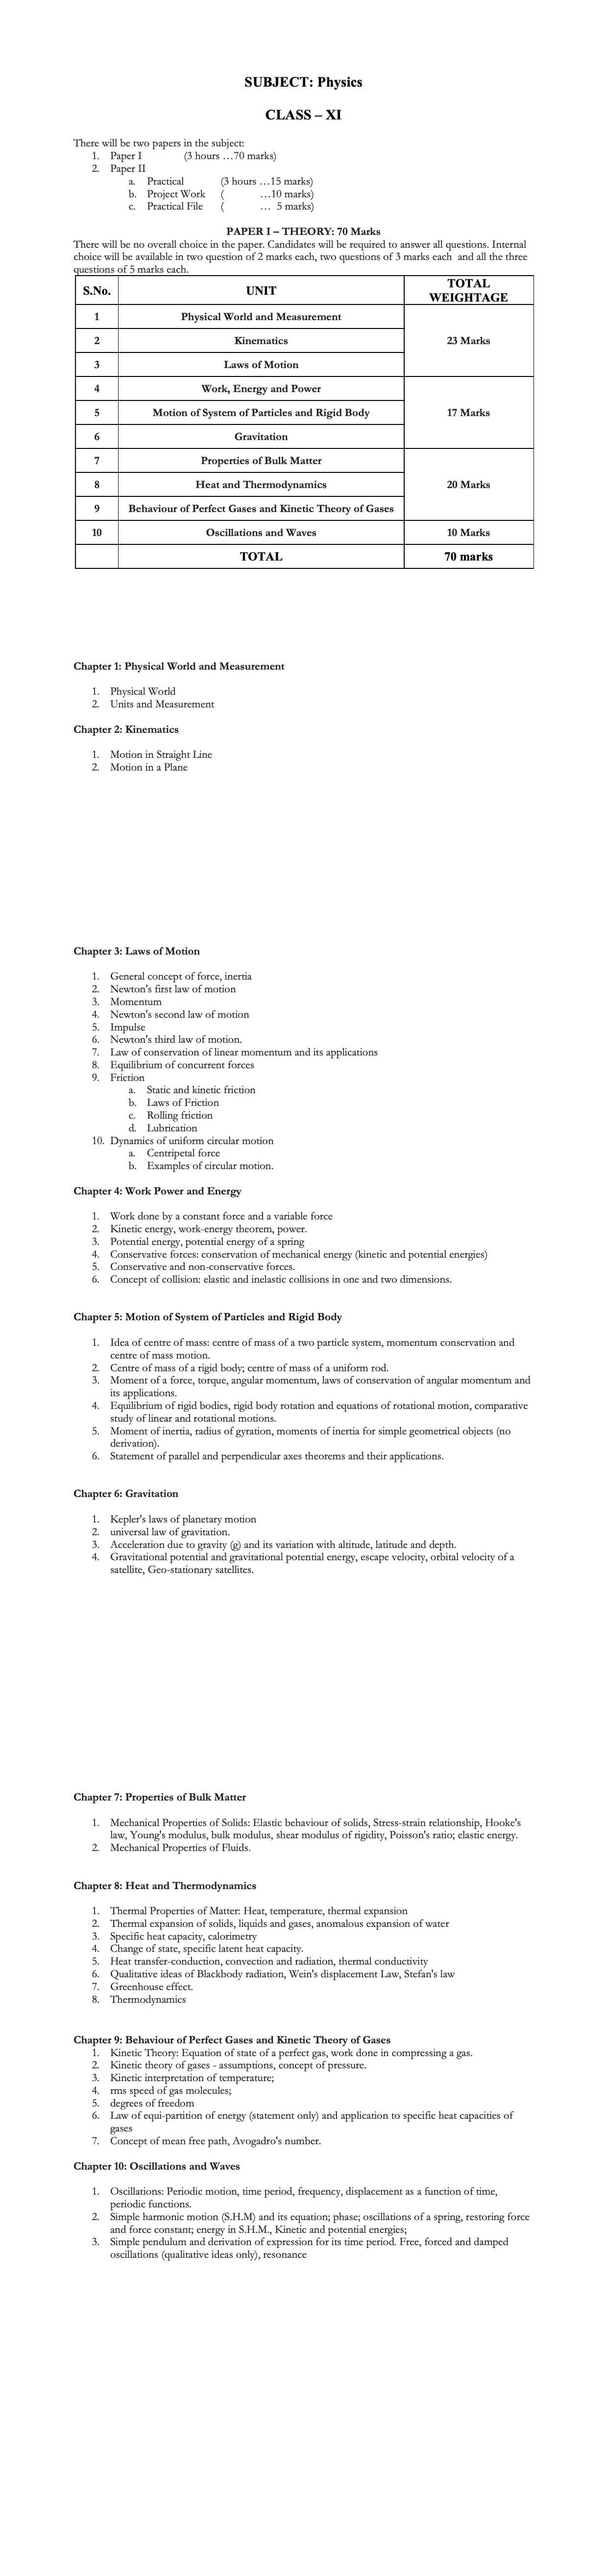 SUBJECT: Physics
CLASS – XI
There will be two papers in the subject:
1. Paper I (3 hours …70 marks)
2. Paper II
a. Practical (3 hours …15 marks)
b. Project Work ( …10 marks)
c. Practical File ( … 5 marks)
PAPER I – THEORY: 70 Marks
There will be no overall choice in the paper. Candidates will be required to answer all questions. Internal
choice will be available in two question of 2 marks each, two questions of 3 marks each and all the three
questions of 5 marks each.
S.No. UNIT TOTAL WEIGHTAGE
1 Physical World and Measurement
2 Kinematics 23 Marks
3 Laws of Motion
4 Work, Energy and Power
5 Motion of System of Particles and Rigid Body 17 Marks
6 Gravitation
7 Properties of Bulk Matter
8 Heat and Thermodynamics 20 Marks
9 Behaviour of Perfect Gases and Kinetic Theory of Gases
10 Oscillations and Waves 10 Marks
TOTAL 70 marks
Chapter 1: Physical World and Measurement
1. Physical World
2. Units and Measurement
Chapter 2: Kinematics
1. Motion in Straight Line
2. Motion in a Plane
Chapter 3: Laws of Motion
1. General concept of force, inertia
2. Newton's first law of motion
3. Momentum
4. Newton's second law of motion
5. Impulse
6. Newton's third law of motion.
7. Law of conservation of linear momentum and its applications
8. Equilibrium of concurrent forces
9. Friction
a. Static and kinetic friction
b. Laws of Friction
c. Rolling friction
d. Lubrication
10. Dynamics of uniform circular motion
a. Centripetal force
b. Examples of circular motion.
Chapter 4: Work Power and Energy
1. Work done by a constant force and a variable force
2. Kinetic energy, work-energy theorem, power.
3. Potential energy, potential energy of a spring
4. Conservative forces: conservation of mechanical energy (kinetic and potential energies)
5. Conservative and non-conservative forces.
6. Concept of collision: elastic and inelastic collisions in one and two dimensions.
Chapter 5: Motion of System of Particles and Rigid Body
1. Idea of centre of mass: centre of mass of a two particle system, momentum conservation and
centre of mass motion.
2. Centre of mass of a rigid body; centre of mass of a uniform rod.
3. Moment of a force, torque, angular momentum, laws of conservation of angular momentum and
its applications.
4. Equilibrium of rigid bodies, rigid body rotation and equations of rotational motion, comparative
study of linear and rotational motions.
5. Moment of inertia, radius of gyration, moments of inertia for simple geometrical objects (no
derivation).
6. Statement of parallel and perpendicular axes theorems and their applications.
Chapter 6: Gravitation
1. Kepler's laws of planetary motion
2. universal law of gravitation.
3. Acceleration due to gravity (g) and its variation with altitude, latitude and depth.
4. Gravitational potential and gravitational potential energy, escape velocity, orbital velocity of a
satellite, Geo-stationary satellites.
Chapter 7: Properties of Bulk Matter
1. Mechanical Properties of Solids: Elastic behaviour of solids, Stress-strain relationship, Hooke's
law, Young's modulus, bulk modulus, shear modulus of rigidity, Poisson's ratio; elastic energy.
2. Mechanical Properties of Fluids.
Chapter 8: Heat and Thermodynamics
1. Thermal Properties of Matter: Heat, temperature, thermal expansion
2. Thermal expansion of solids, liquids and gases, anomalous expansion of water
3. Specific heat capacity, calorimetry
4. Change of state, specific latent heat capacity.
5. Heat transfer-conduction, convection and radiation, thermal conductivity
6. Qualitative ideas of Blackbody radiation, Wein's displacement Law, Stefan's law
7. Greenhouse effect.
8. Thermodynamics
Chapter 9: Behaviour of Perfect Gases and Kinetic Theory of Gases
1. Kinetic Theory: Equation of state of a perfect gas, work done in compressing a gas.
2. Kinetic theory of gases - assumptions, concept of pressure.
3. Kinetic interpretation of temperature;
4. rms speed of gas molecules;
5. degrees of freedom
6. Law of equi-partition of energy (statement only) and application to specific heat capacities of
gases
7. Concept of mean free path, Avogadro's number.
Chapter 10: Oscillations and Waves
1. Oscillations: Periodic motion, time period, frequency, displacement as a function of time,
periodic functions.
2. Simple harmonic motion (S.H.M) and its equation; phase; oscillations of a spring, restoring force
and force constant; energy in S.H.M., Kinetic and potential energies;
3. Simple pendulum and derivation of expression for its time period. Free, forced and damped
oscillations (qualitative ideas only), resonance